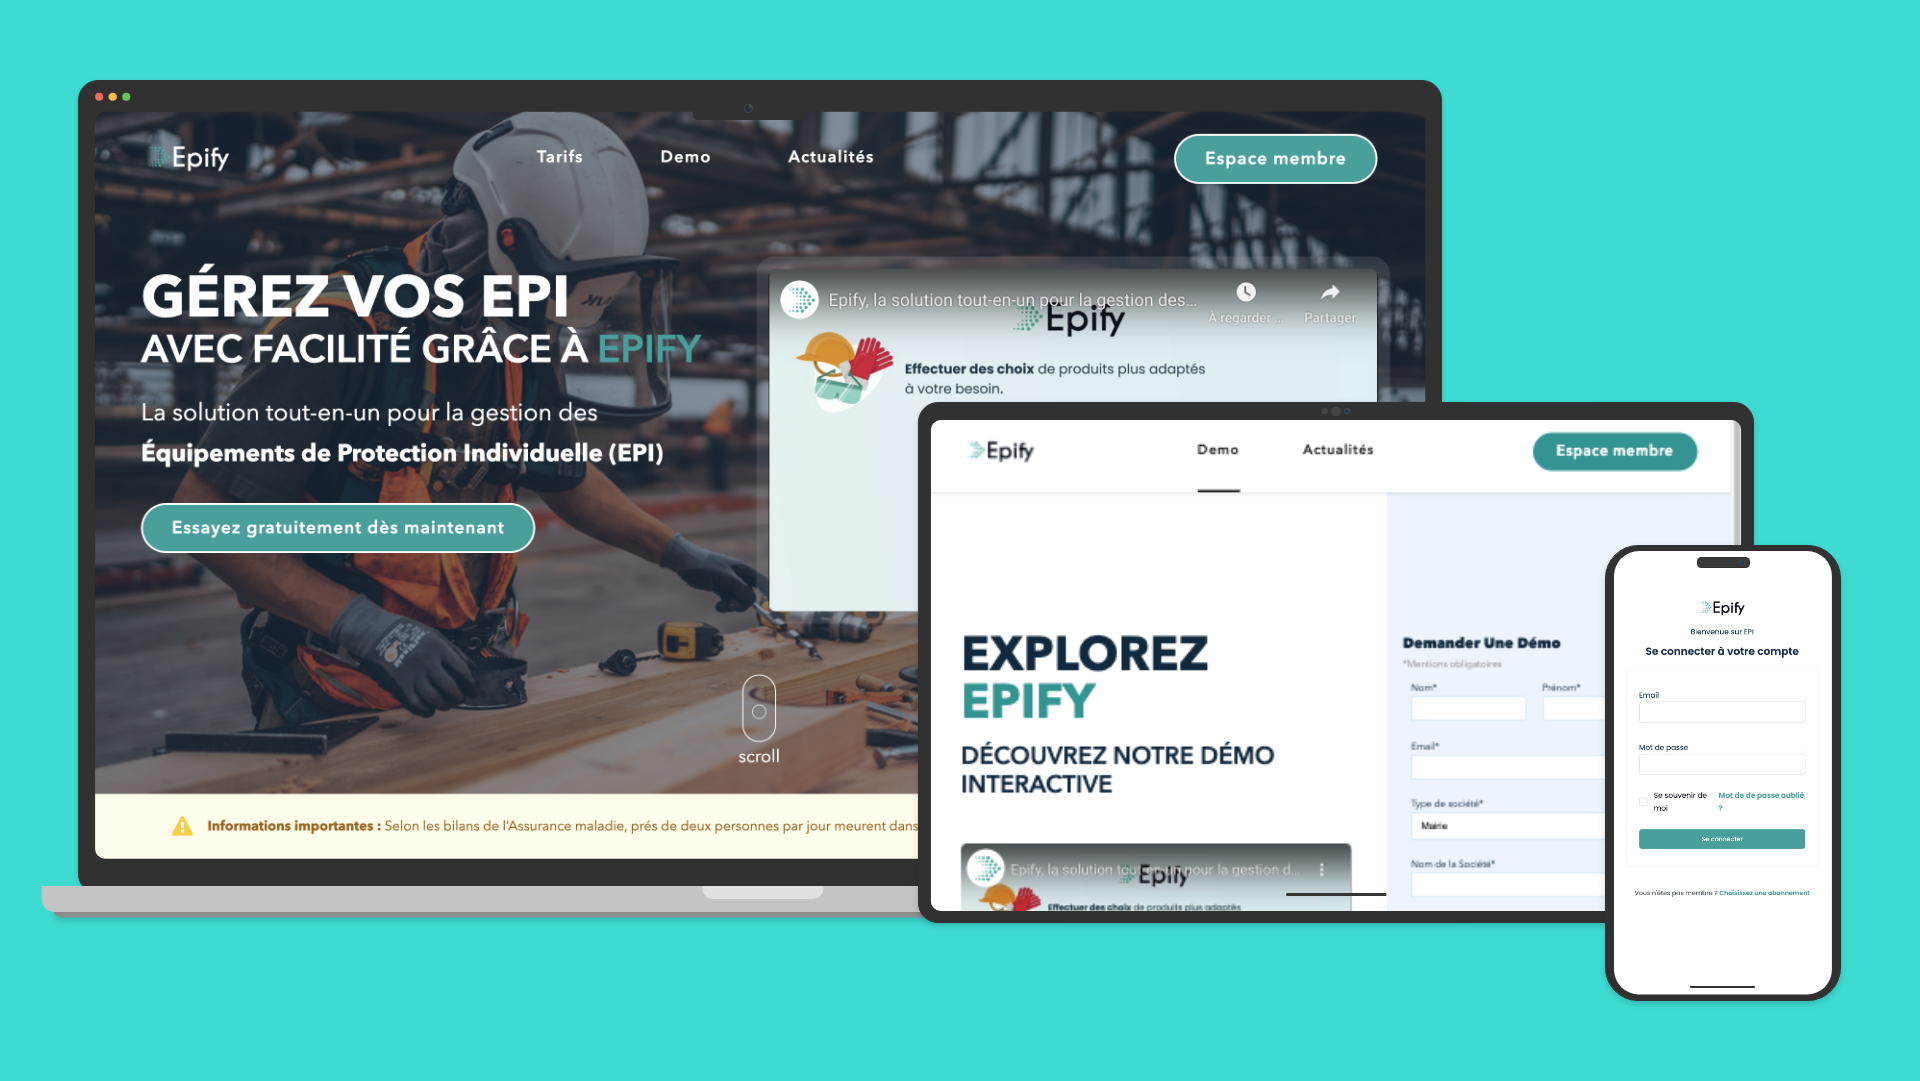 Epify
Tarifs
Demo
Actualités
Espace membre
GÉREZ VOS EPI
AVEC FACILITÉ GRÂCE À EPIFY
La solution tout-en-un pour la gestion des
Équipements de Protection Individuelle (EPI)
Essayez gratuitement dès maintenant
Epify, la solution tout-en-un pour la gestion des...
À regarder ...
Partager
Epify
Effectuer des choix de produits plus adaptés
à votre besoin.
scroll
Informations importantes : Selon les bilans de l'Assurance maladie, prés de deux personnes par jour meurent dans
Epify
Demo
Actualités
Espace membre
EXPLOREZ
EPIFY
DÉCOUVREZ NOTRE DÉMO
INTERACTIVE
Epify, la solution tout-en-un pour la gestion d...
Epify
Effectuer des choix de produits plus adaptés
Demander Une Démo
*Mentions obligatoires
Nom*
Prénom*
Email*
Type de société*
Mairie
Nom de la Société*
Epify
Bienvenue sur EPI
Se connecter à votre compte
Email
Mot de passe
Se souvenir de
moi
Mot de de passe oublié
?
Se connecter
Vous n'êtes pas membre ? Choisissez une abonnement